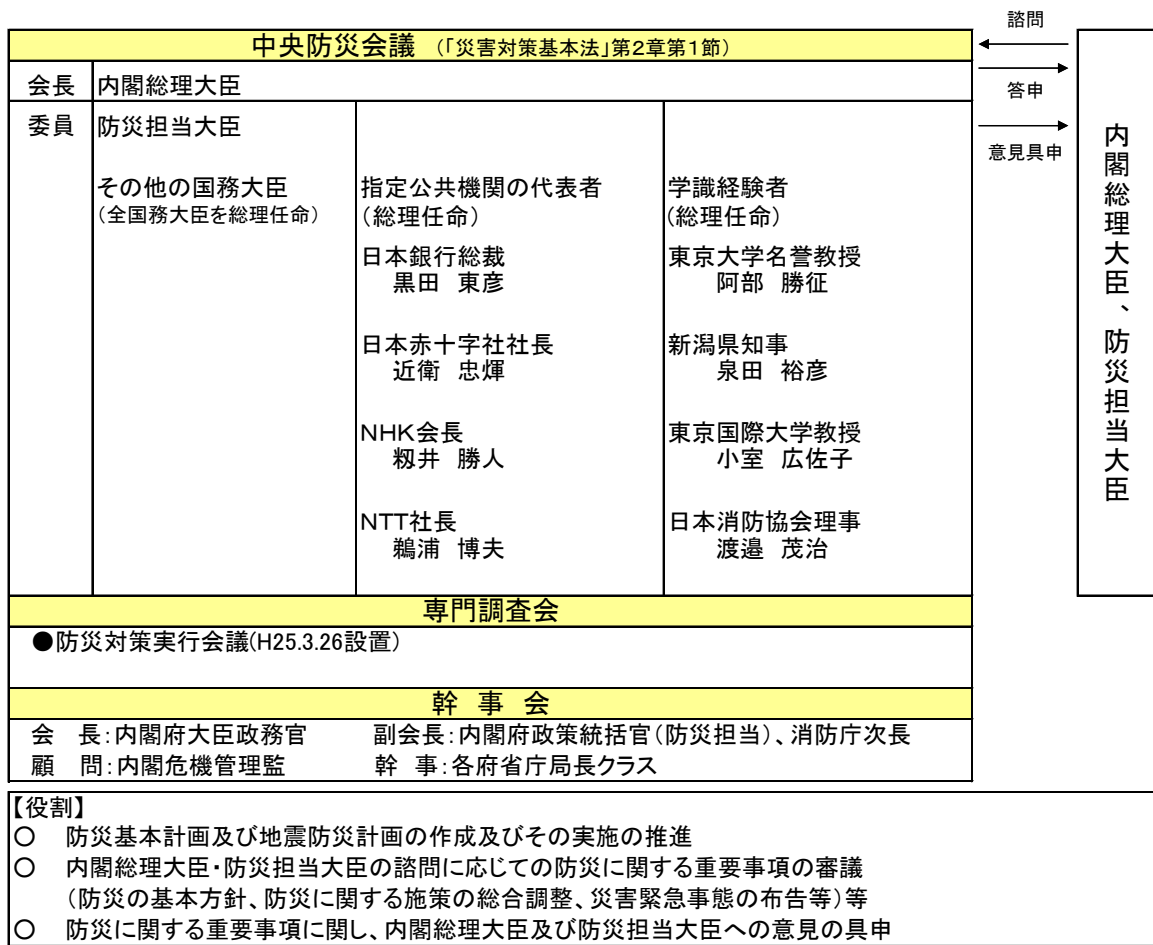 諮問
中央防災会議 (「災害対策基本法」第2章第1節)
会長 内閣総理大臣
答申
委員 防災担当大臣
意見具申
内閣総理大臣、防災担当大臣
その他の国務大臣 指定公共機関の代表者 学識経験者
(全国務大臣を総理任命) (総理任命) (総理任命)
日本銀行総裁 東京大学名誉教授
黒田 東彦 阿部 勝征
日本赤十字社社長 新潟県知事
近衛 忠煇 泉田 裕彦
NHK会長 東京国際大学教授
籾井 勝人 小室 広佐子
NTT社長 日本消防協会理事
鵜浦 博夫 渡邉 茂治
専門調査会
●防災対策実行会議(H25.3.26設置)
幹 事 会
会 長:内閣府大臣政務官 副会長:内閣府政策統括官(防災担当)、消防庁次長
顧 問:内閣危機管理監 幹 事:各府省庁局長クラス
【役割】
○ 防災基本計画及び地震防災計画の作成及びその実施の推進
○ 内閣総理大臣・防災担当大臣の諮問に応じての防災に関する重要事項の審議
(防災の基本方針、防災に関する施策の総合調整、災害緊急事態の布告等)等
○ 防災に関する重要事項に関し、内閣総理大臣及び防災担当大臣への意見の具申